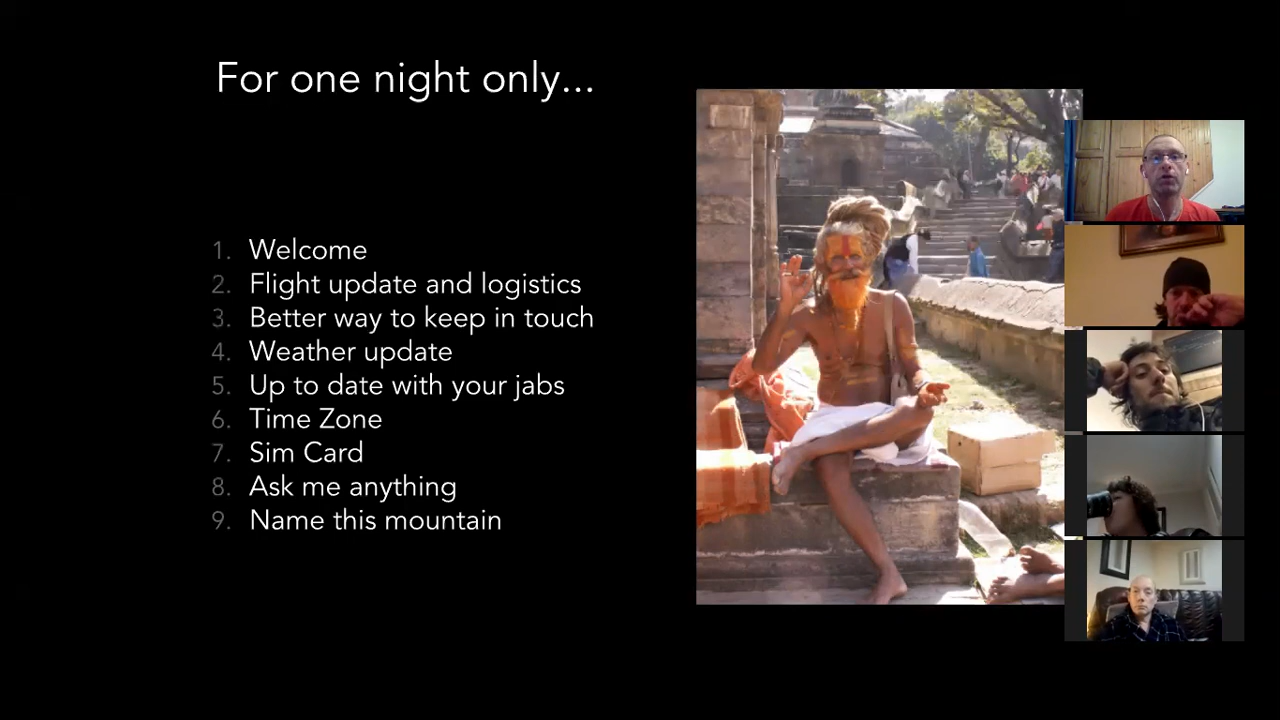 For one night only...
1. Welcome
2. Flight update and logistics
3. Better way to keep in touch
4. Weather update
5. Up to date with your jabs
6. Time Zone
7. Sim Card
8. Ask me anything
9. Name this mountain